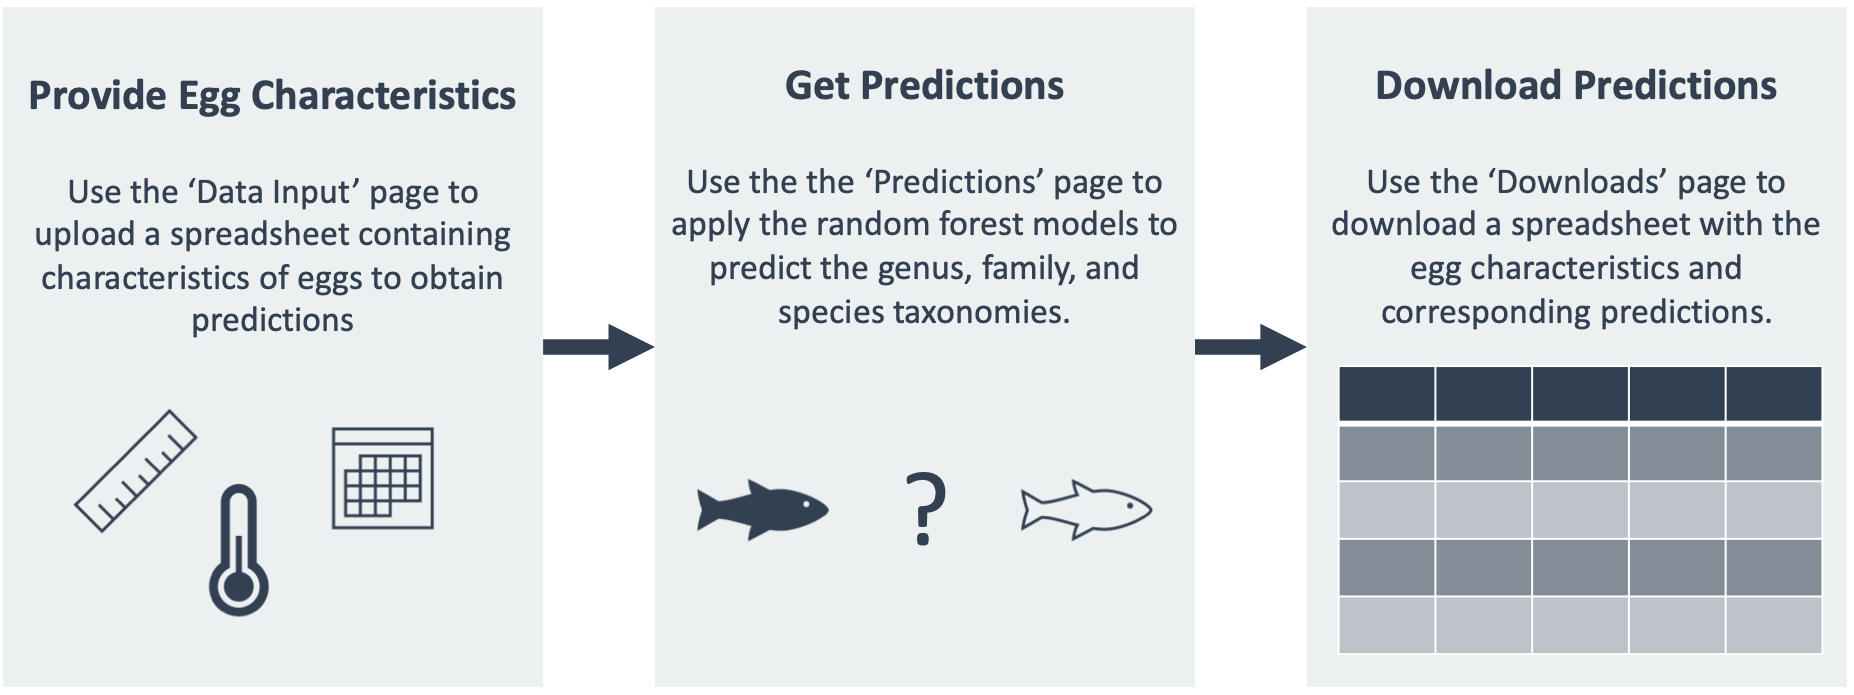 Provide Egg Characteristics
Use the ‘Data Input’ page to
upload a spreadsheet containing
characteristics of eggs to obtain
predictions
Get Predictions
Use the the ‘Predictions’ page to
apply the random forest models to
predict the genus, family, and
species taxonomies.
?
Download Predictions
Use the ‘Downloads’ page to
download a spreadsheet with the
egg characteristics and
corresponding predictions.